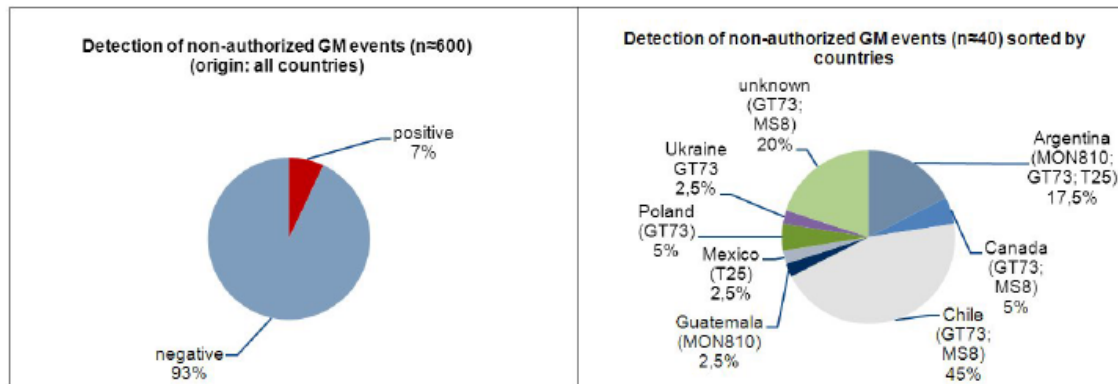 Detection of non-authorized GM events (n≈600)
(origin: all countries)
positive
7%
negative
93%
Detection of non-authorized GM events (n≈40) sorted by
countries
unknown
(GT73;
MS8)
20%
Argentina
(MON810;
GT73; T25)
17,5%
Ukraine
GT73
2,5%
Poland
(GT73)
5%
Mexico
(T25)
2,5%
Canada
(GT73;
MS8)
5%
Guatemala
(MON810)
2,5%
Chile
(GT73;
MS8)
45%